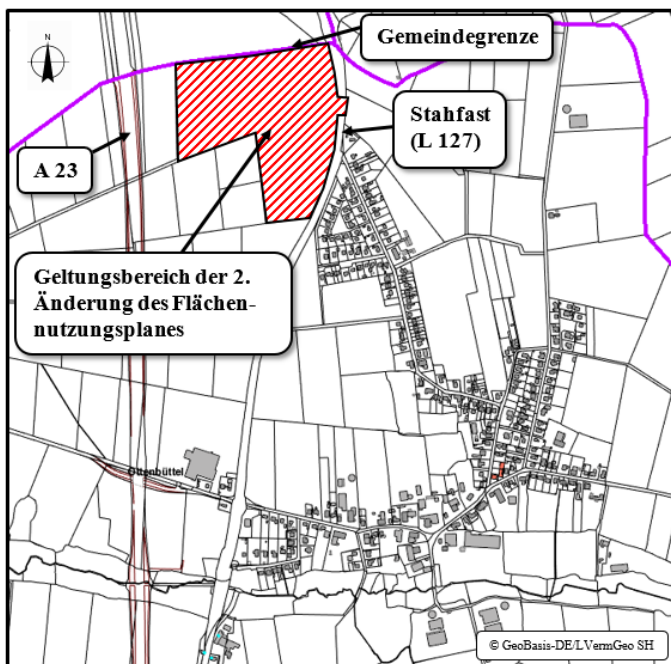 N
Gemeindegrenze
Stahfast
(L 127)
A 23
Geltungsbereich der 2.
Änderung des Flächen-
nutzungsplanes
Ottenbüttel
© GeoBasis-DE/LVermGeo SH